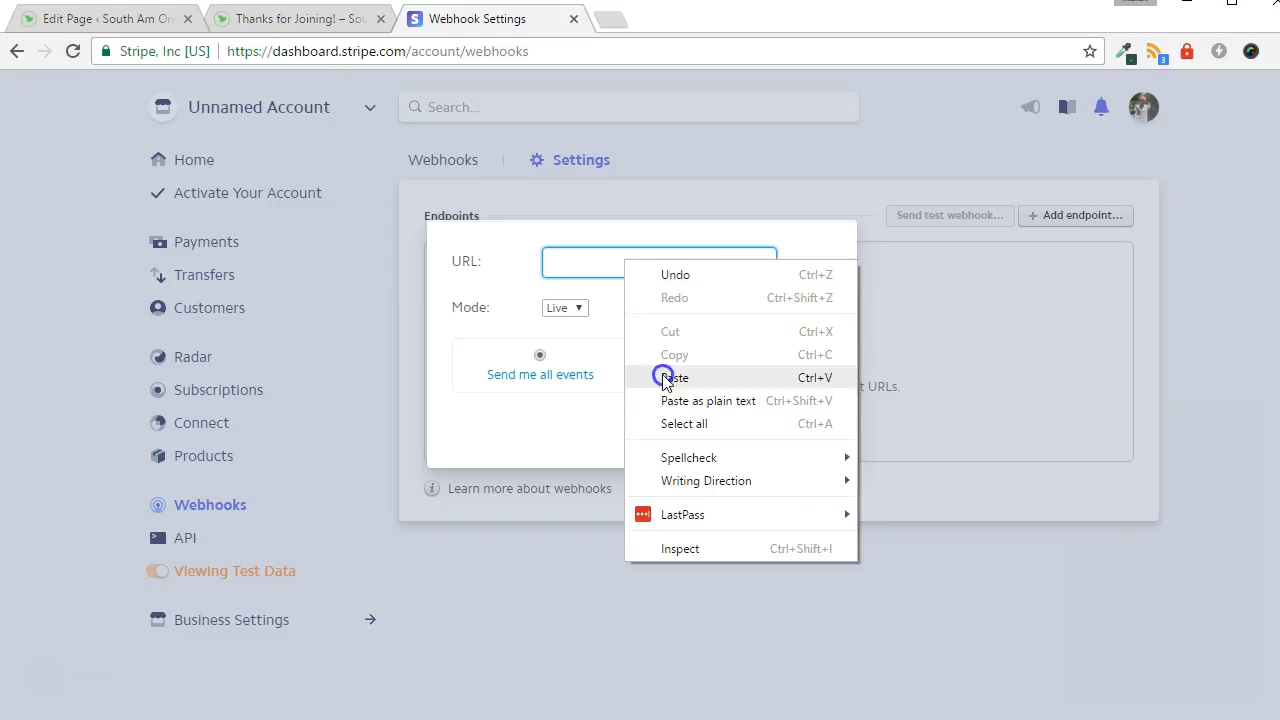 Edit Page ‹ South Am On
Thanks for Joining! – Sou
Webhook Settings
Stripe, Inc [US]
https://dashboard.stripe.com/account/webhooks
3
Unnamed Account
Search...
Home
Activate Your Account
Payments
Transfers
Customers
Radar
Subscriptions
Connect
Products
Webhooks
API
Viewing Test Data
Business Settings
Webhooks
Settings
Endpoints
Send test webhook...
+ Add endpoint...
URL:
Mode:
Live
Send me all events
t URLs.
Learn more about webhooks
Undo Ctrl+Z
Redo Ctrl+Shift+Z
Cut Ctrl+X
Copy Ctrl+C
Paste Ctrl+V
Paste as plain text Ctrl+Shift+V
Select all Ctrl+A
Spellcheck
Writing Direction
LastPass
Inspect Ctrl+Shift+I